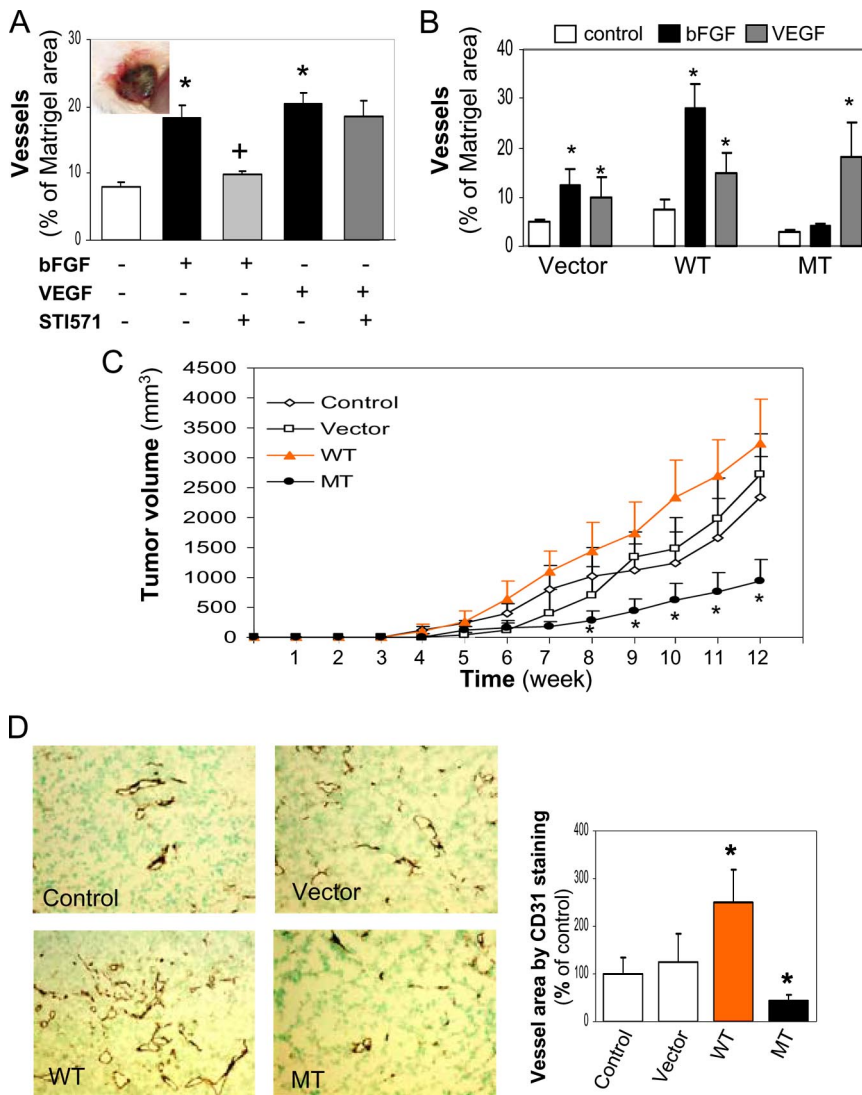 A
Vessels
(% of Matrigel area)
30
20
10
0
*
+
*
bFGF - + + - -
VEGF - - - + +
STI571 - - + - +
B
control bFGF VEGF
Vessels
(% of Matrigel area)
40
30
20
10
0
* * * * *
Vector WT MT
C
Tumor volume (mm³)
4500
4000
3500
3000
2500
2000
1500
1000
500
0
Control
Vector
WT
MT
* * * * *
1 2 3 4 5 6 7 8 9 10 11 12
Time (week)
D
Control
Vector
WT
MT
Vessel area by CD31 staining
(% of control)
400
300
200
100
0
*
*
Control Vector WT MT